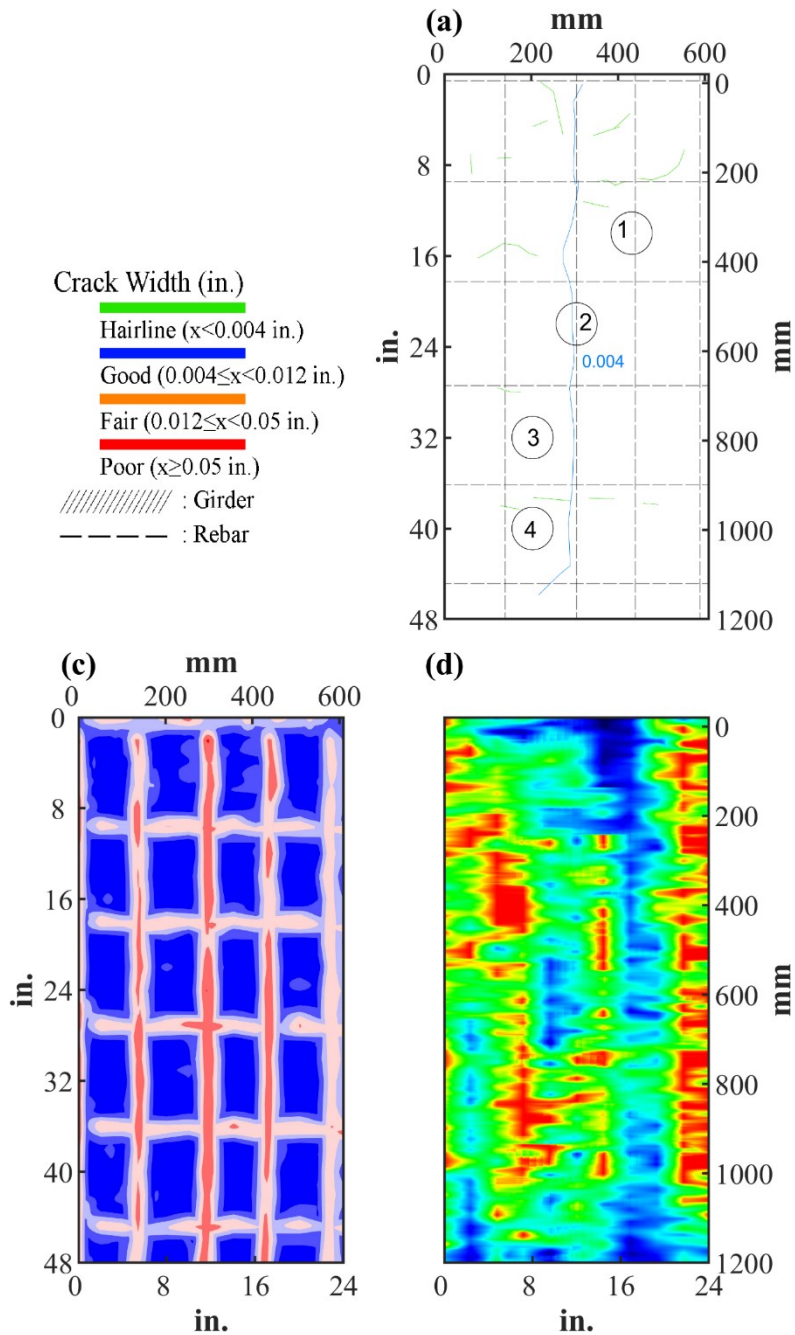 (a)
mm
0 200 400 600
0
8
16
24
32
40
48
in.
0
200
400
600
800
1000
1200
mm
1
2
0.004
3
4
Crack Width (in.)
Hairline (x<0.004 in.)
Good (0.004≤x<0.012 in.)
Fair (0.012≤x<0.05 in.)
Poor (x≥0.05 in.)
: Girder
: Rebar
(c)
mm
0 200 400 600
0
8
16
24
32
40
48
in.
0 8 16 24
in.
(d)
0
200
400
600
800
1000
1200
mm
0 8 16 24
in.